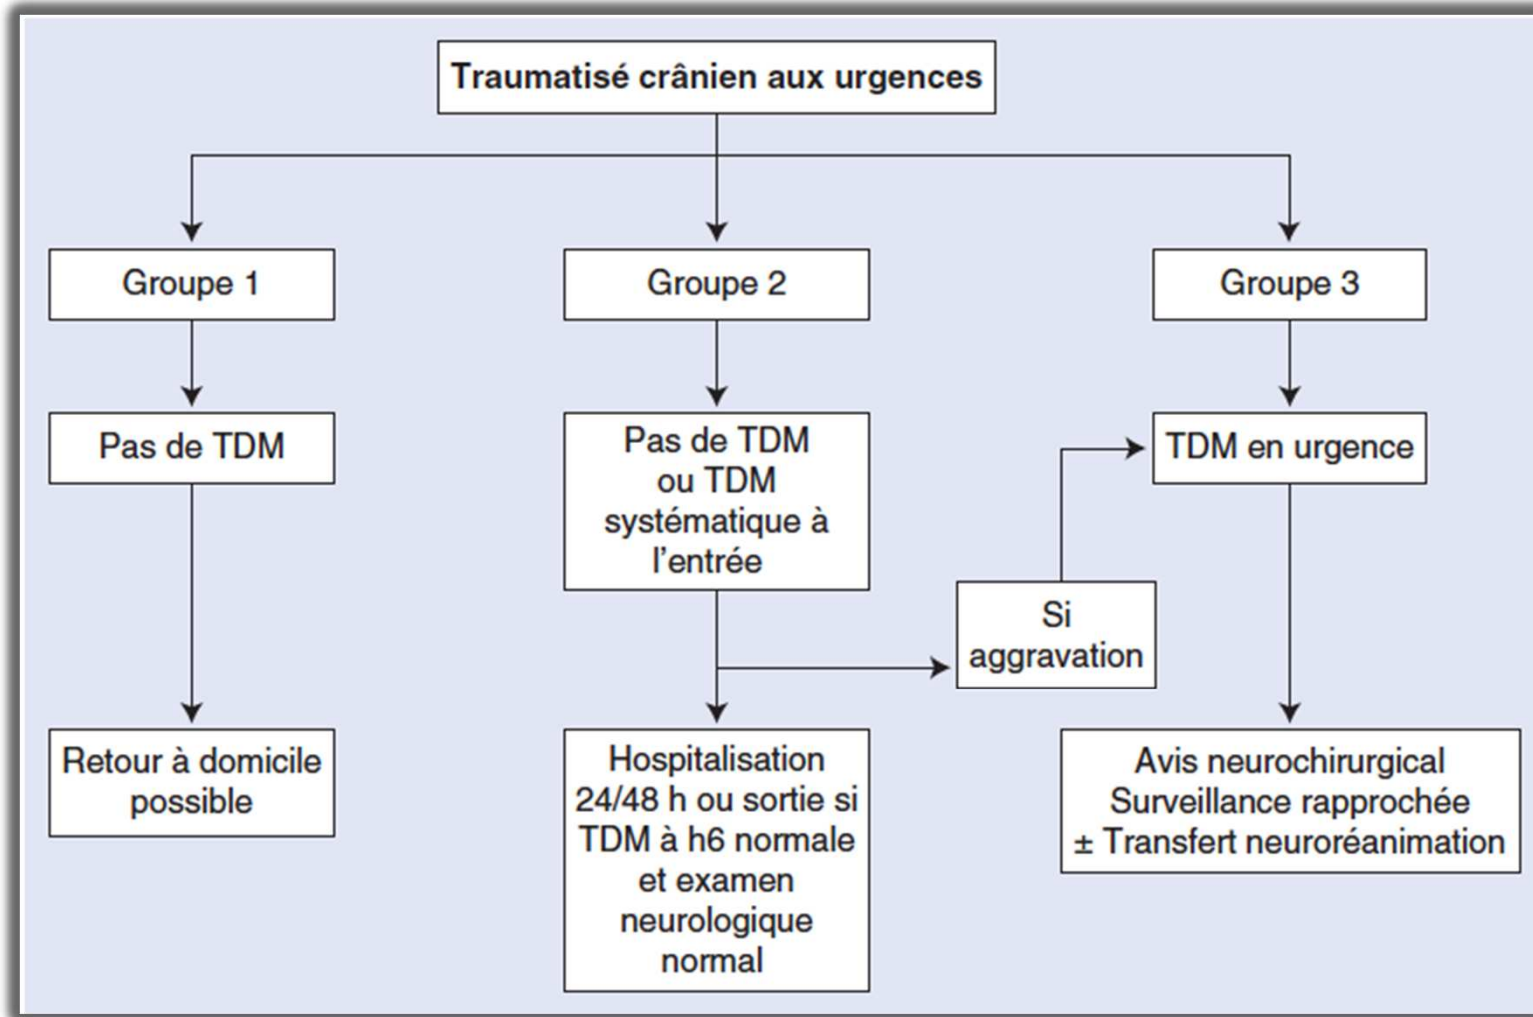 Traumatisé crânien aux urgences
Groupe 1
Groupe 2
Groupe 3
Pas de TDM
Pas de TDM
ou TDM
systématique à
l'entrée
TDM en urgence
Si
aggravation
Retour à domicile
possible
Hospitalisation
24/48 h ou sortie si
TDM à h6 normale
et examen
neurologique
normal
Avis neurochirurgical
Surveillance rapprochée
± Transfert neuroréanimation